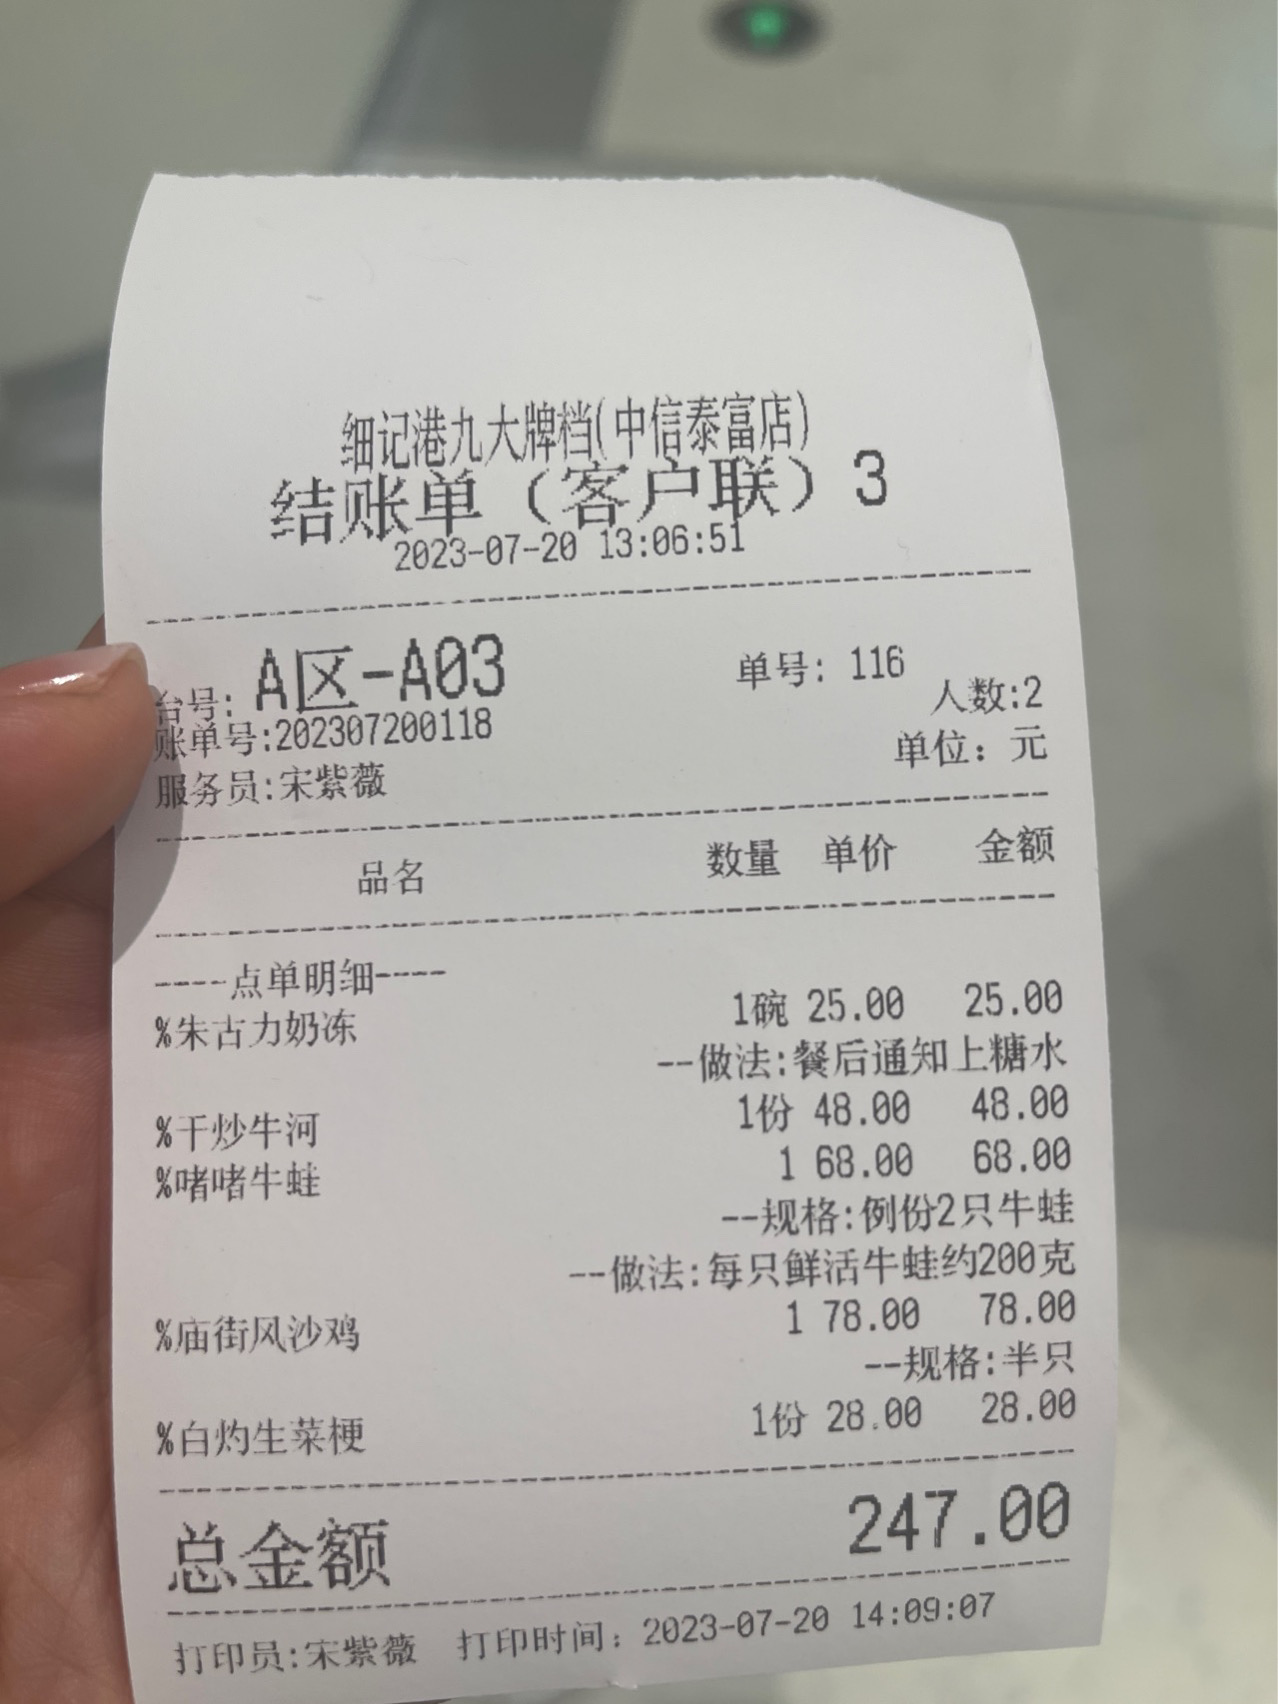 细记港九大牌档(中信泰富店)
结账单（客户联）3
2023-07-20 13:06:51
台号: A区-A03 单号: 116
人数:2
账单号:202307200118
单位: 元
服务员:宋紫薇
品名 数量 单价 金额
----点单明细----
%朱古力奶冻 1碗 25.00 25.00
--做法:餐后通知上糖水
%干炒牛河 1份 48.00 48.00
%啫啫牛蛙 1 68.00 68.00
--规格:例份2只牛蛙
--做法:每只鲜活牛蛙约200克
%庙街风沙鸡 1 78.00 78.00
--规格:半只
%白灼生菜梗 1份 28.00 28.00
总金额 247.00
打印员:宋紫薇 打印时间: 2023-07-20 14:09:07